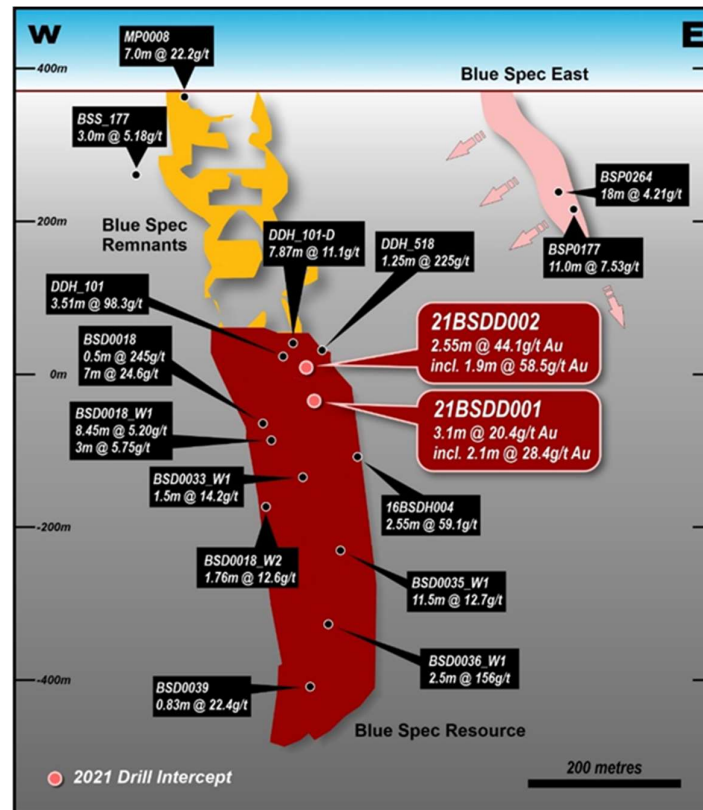 W
E
MP0008
7.0m @ 22.2g/t
400m
Blue Spec East
BSS_177
3.0m @ 5.18g/t
BSP0264
18m @ 4.21g/t
200m
Blue Spec
Remnants
DDH_101-D
7.87m @ 11.1g/t
DDH_518
1.25m @ 225g/t
BSP0177
11.0m @ 7.53g/t
DDH_101
3.51m @ 98.3g/t
21BSDD002
2.55m @ 44.1g/t Au
incl. 1.9m @ 58.5g/t Au
BSD0018
0.5m @ 245g/t
7m @ 24.6g/t
0m
21BSDD001
3.1m @ 20.4g/t Au
incl. 2.1m @ 28.4g/t Au
BSD0018_W1
8.45m @ 5.20g/t
3m @ 5.75g/t
BSD0033_W1
1.5m @ 14.2g/t
16BSDH004
2.55m @ 59.1g/t
-200m
BSD0018_W2
1.76m @ 12.6g/t
BSD0035_W1
11.5m @ 12.7g/t
BSD0036_W1
2.5m @ 156g/t
-400m
BSD0039
0.83m @ 22.4g/t
Blue Spec Resource
2021 Drill Intercept
200 metres